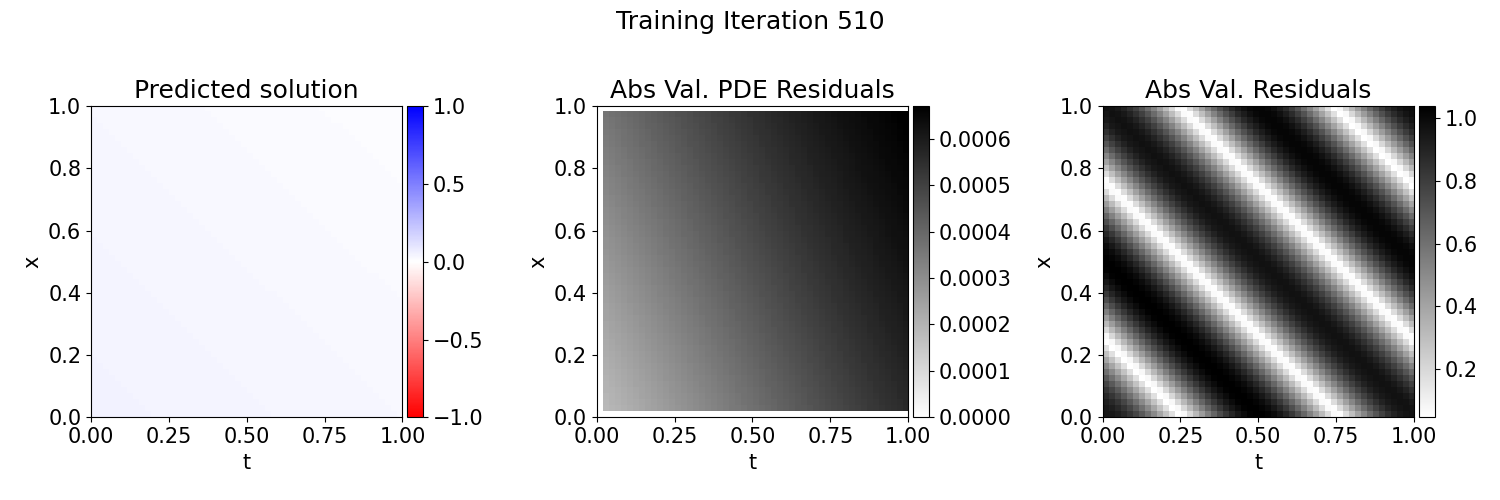 Training Iteration 510
Predicted solution
1.0
0.8
0.6
0.4
0.2
0.0
x
0.00 0.25 0.50 0.75 1.00
t
1.0
0.5
0.0
−0.5
−1.0
Abs Val. PDE Residuals
1.0
0.8
0.6
0.4
0.2
0.0
x
0.00 0.25 0.50 0.75 1.00
t
0.0006
0.0005
0.0004
0.0003
0.0002
0.0001
0.0000
Abs Val. Residuals
1.0
0.8
0.6
0.4
0.2
0.0
x
0.00 0.25 0.50 0.75 1.00
t
1.0
0.8
0.6
0.4
0.2